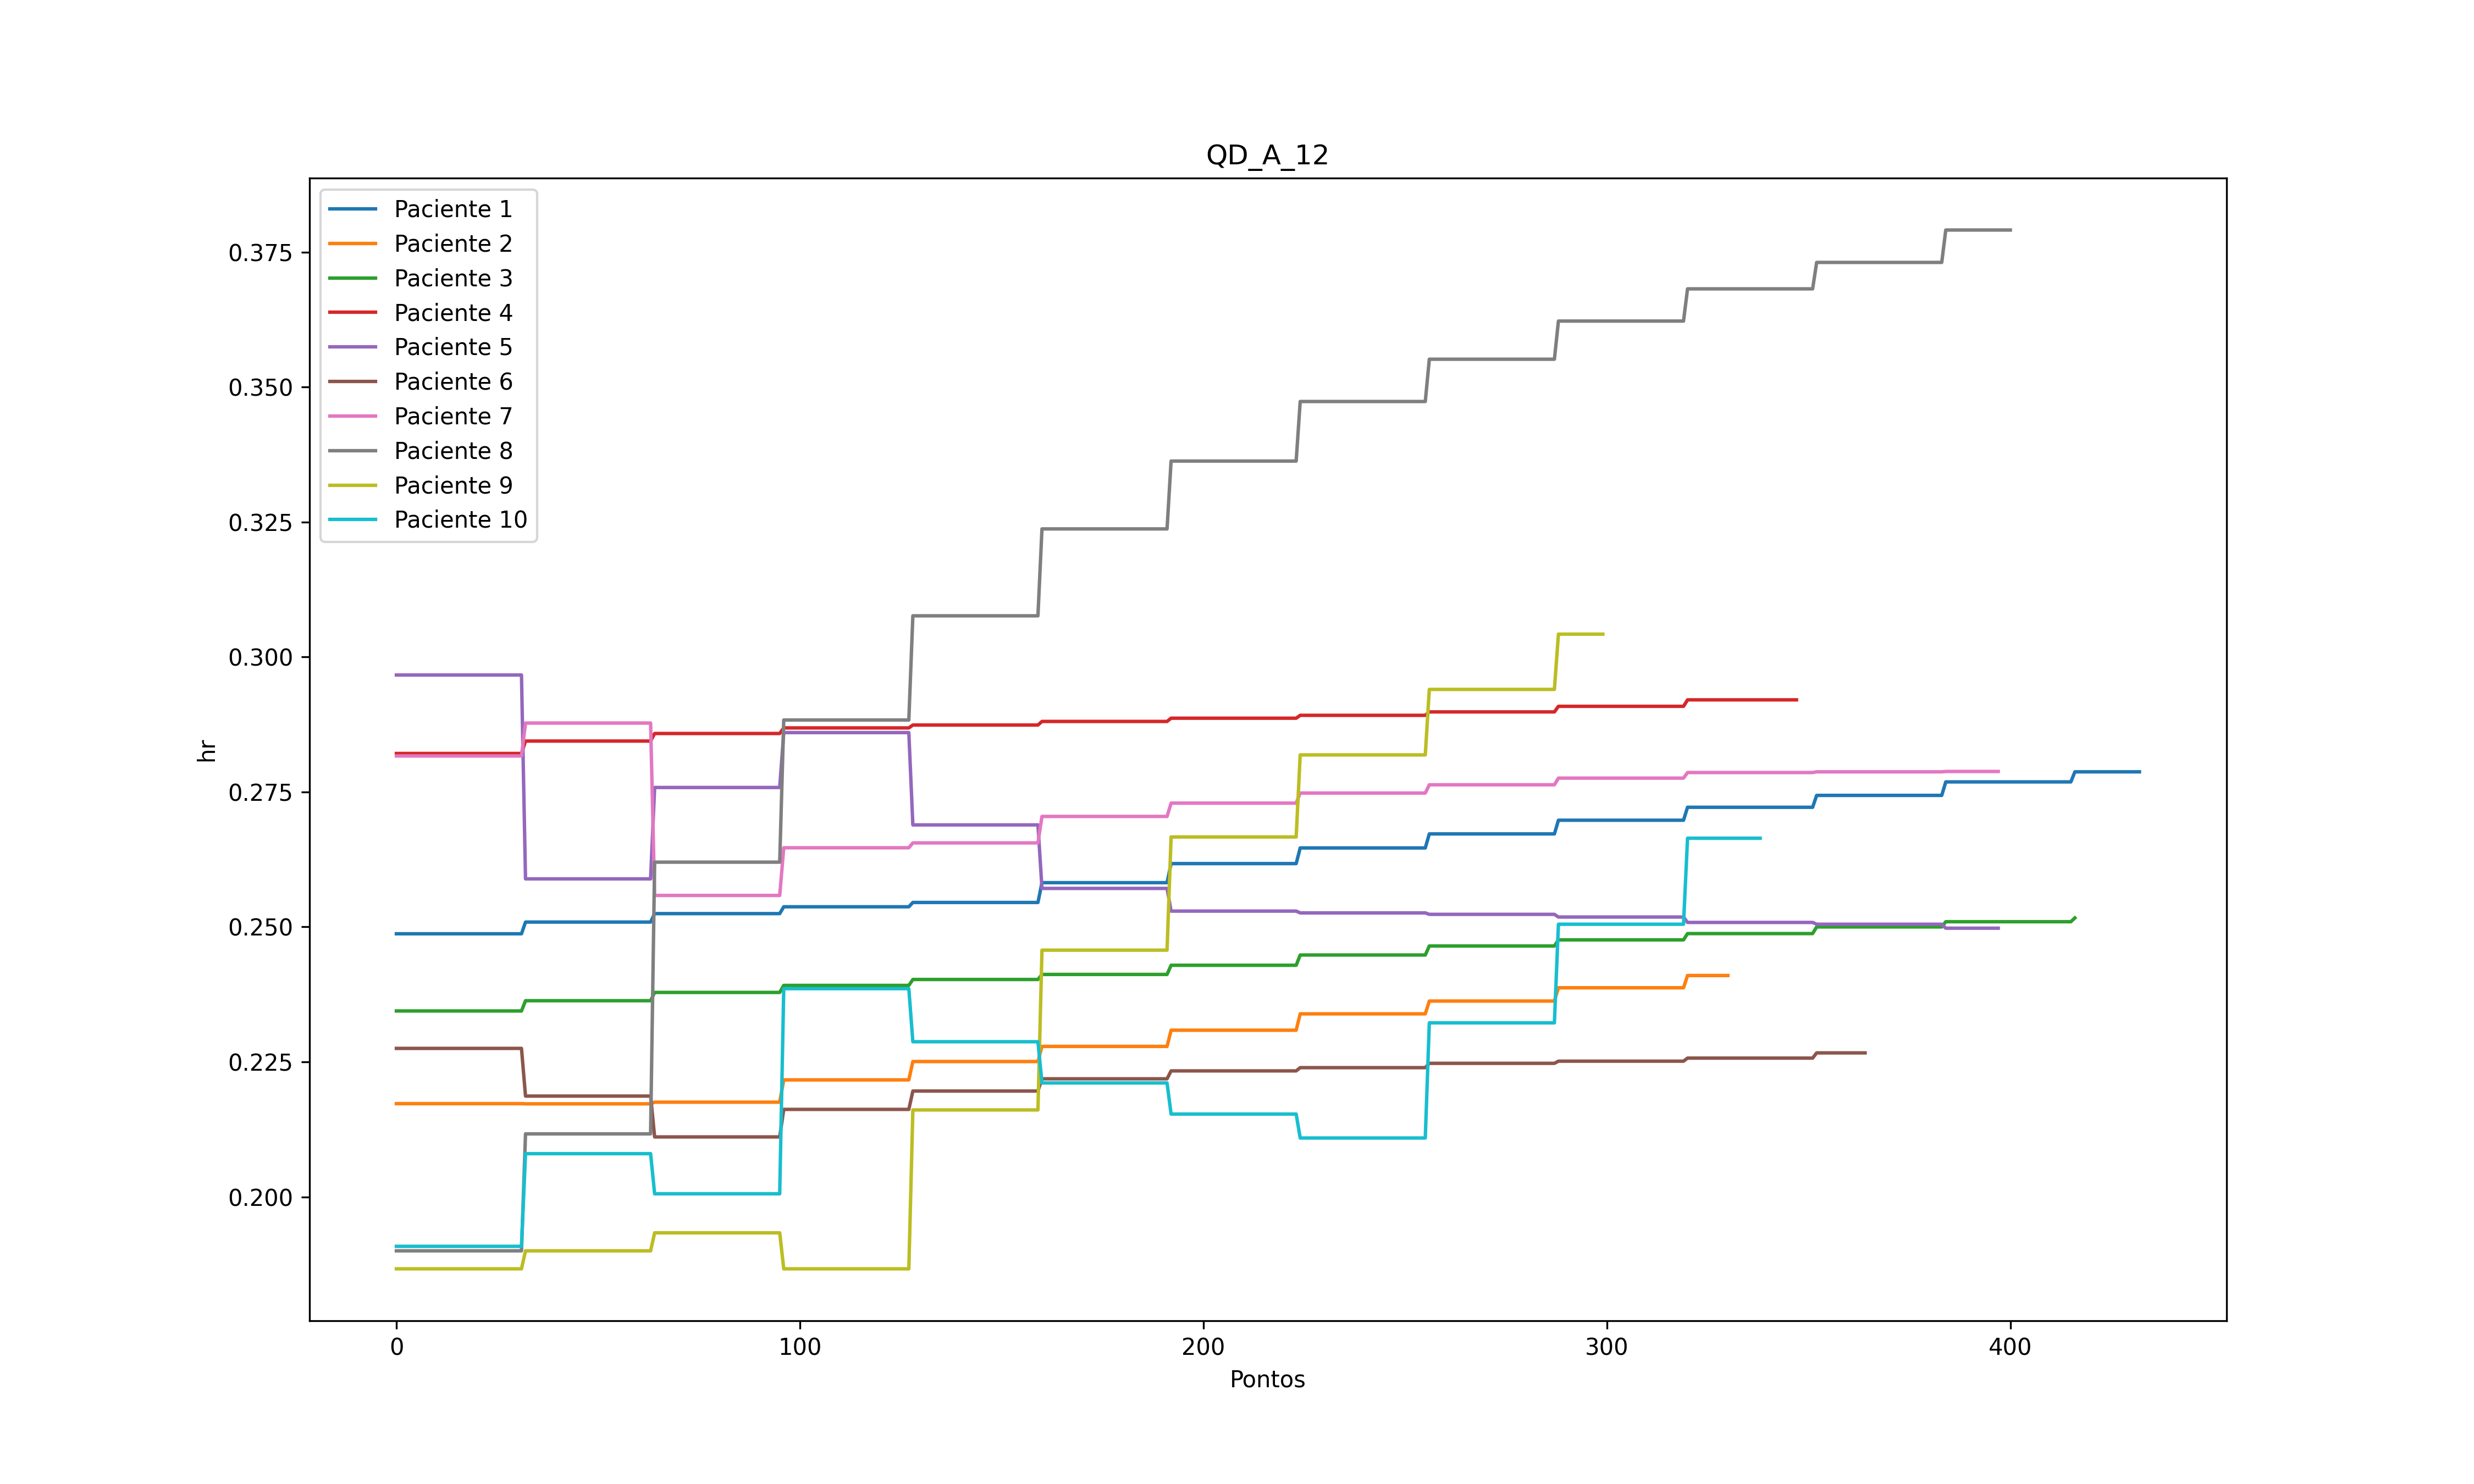 QD_A_12
Paciente 1
Paciente 2
Paciente 3
Paciente 4
Paciente 5
Paciente 6
Paciente 7
Paciente 8
Paciente 9
Paciente 10
0.375
0.350
0.325
0.300
0.275
0.250
0.225
0.200
hr
0 100 200 300 400
Pontos